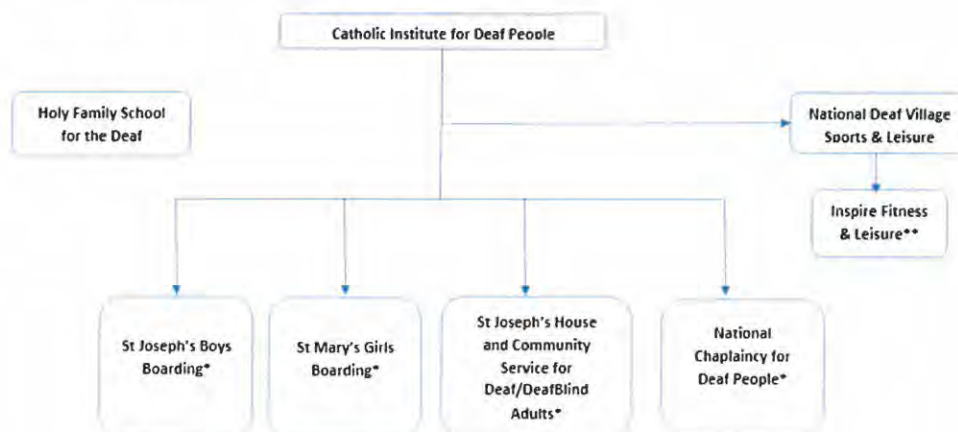 Catholic Institute for Deaf People
Holy Family School
for the Deaf
National Deaf Village
Sports & Leisure
Inspire Fitness
& Leisure**
St Joseph's Boys
Boarding*
St Mary's Girls
Boarding*
St Joseph's House
and Community
Service for
Deaf/DeafBlind
Adults*
National
Chaplaincy for
Deaf People*